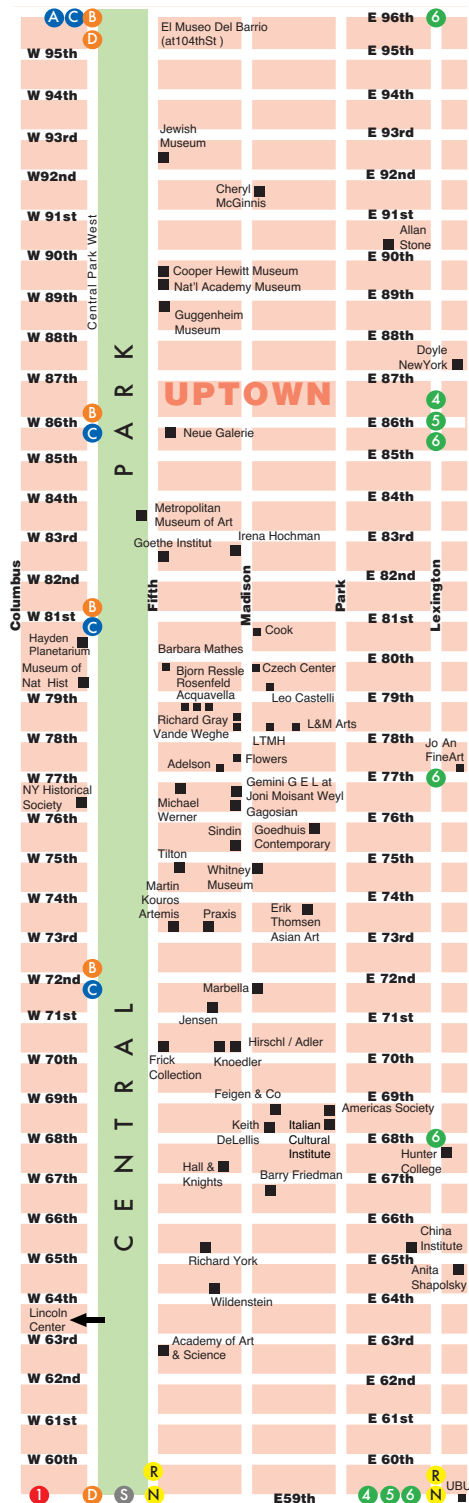 A C B
D
El Museo Del Barrio
(at104thSt )
E 96th
6
W 95th
E 95th
W 94th
E 94th
W 93rd
Jewish
Museum
E 93rd
W92nd
E 92nd
Cheryl
McGinnis
W 91st
E 91st
Allan
Stone
W 90th
E 90th
Central Park West
Cooper Hewitt Museum
Nat'l Academy Museum
W 89th
E 89th
Guggenheim
Museum
W 88th
E 88th
Doyle
NewYork
W 87th
E 87th
UPTOWN
PARK
B
C
W 86th
E 86th
4
5
6
Neue Galerie
W 85th
E 85th
W 84th
E 84th
Metropolitan
Museum of Art
W 83rd
E 83rd
Goethe Institut
Irena Hochman
W 82nd
E 82nd
Columbus
Fifth
Madison
Park
Lexington
W 81st
B
C
E 81st
Hayden
Planetarium
Cook
W 80th
E 80th
Barbara Mathes
Museum of
Nat Hist
Bjorn Ressle
Rosenfeld
Acquavella
Czech Center
Leo Castelli
W 79th
E 79th
Richard Gray
Vande Weghe
L&M Arts
LTMH
W 78th
E 78th
Jo An
FineArt
Adelson
Flowers
W 77th
E 77th
6
NY Historical
Society
Michael
Werner
Gemini G E L at
Joni Moisant Weyl
Gagosian
W 76th
E 76th
Sindin
Goedhuis
Contemporary
W 75th
E 75th
Tilton
Whitney
Museum
W 74th
E 74th
Martin
Kouros
Artemis
Praxis
Erik
Thomsen
Asian Art
W 73rd
E 73rd
B
C
W 72nd
E 72nd
Marbella
Jensen
W 71st
E 71st
CENTRAL
Hirschl / Adler
W 70th
E 70th
Frick
Collection
Knoedler
W 69th
E 69th
Feigen & Co
Americas Society
Keith
DeLellis
Italian
Cultural
Institute
W 68th
E 68th
6
Hunter
College
W 67th
E 67th
Hall &
Knights
Barry Friedman
W 66th
E 66th
China
Institute
W 65th
E 65th
Richard York
Anita
Shapolsky
W 64th
E 64th
Wildenstein
Lincoln
Center
W 63rd
E 63rd
Academy of Art
& Science
W 62nd
E 62nd
W 61st
E 61st
W 60th
E 60th
R
N
R
N
1
D
S
E59th
4 5 6
UBU